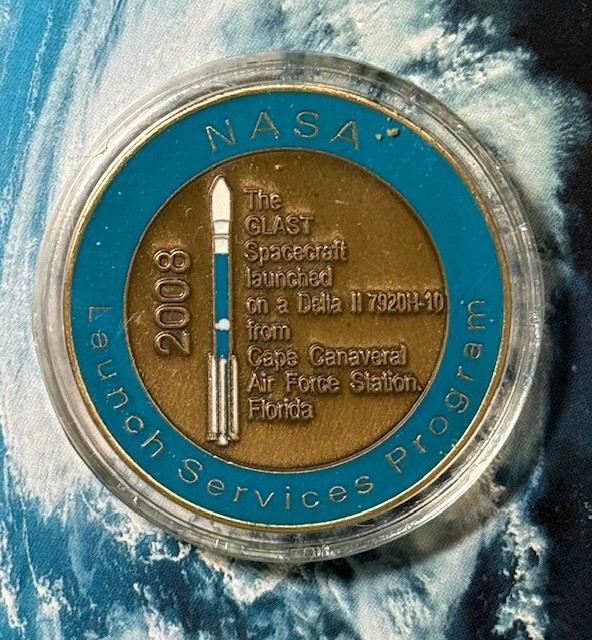 NASA
2008
The
GLAST
Spacecraft
launched
on a Delta II 7920H-10
from
Cape Canaveral
Air Force Station,
Florida
Launch Services Program